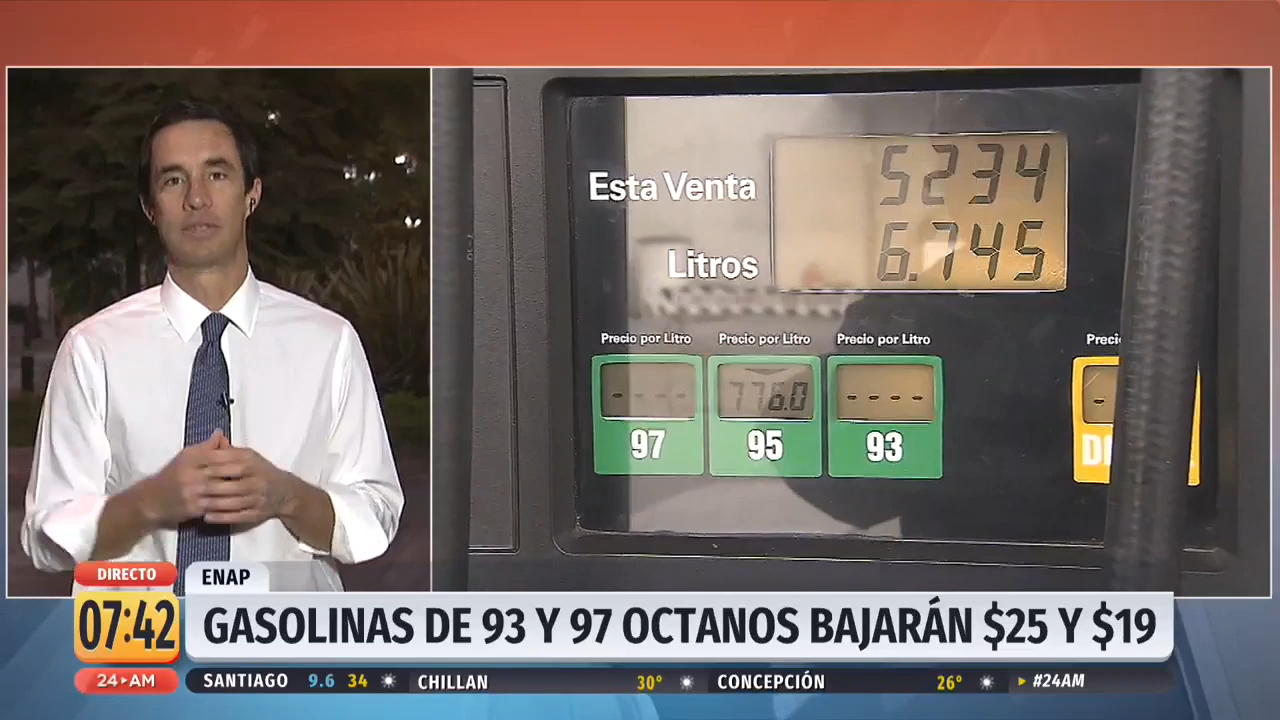 Esta Venta 5234
Litros 6.745
Precio por Litro Precio por Litro Precio por Litro
---- 776.0 ----
97 95 93
DIRECTO ENAP
07:42 GASOLINAS DE 93 Y 97 OCTANOS BAJARÁN $25 Y $19
24 AM SANTIAGO 9.6 34 CHILLAN 30° CONCEPCIÓN 26° #24AM